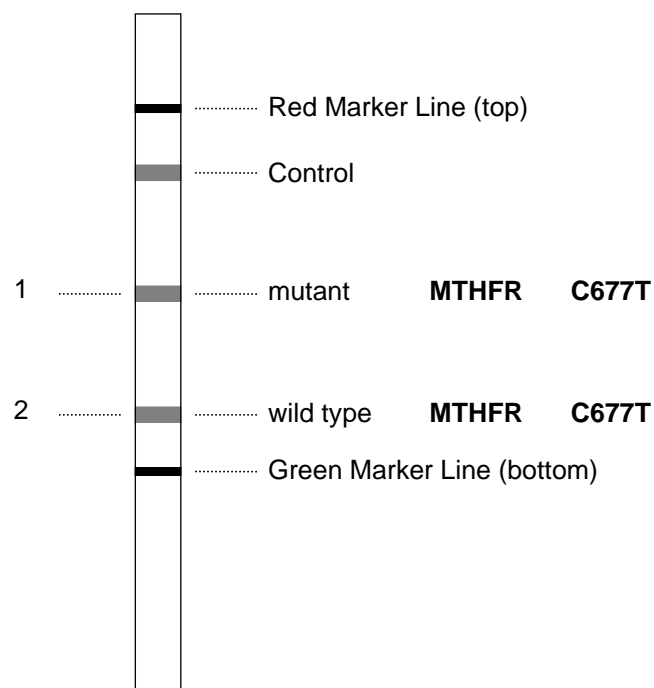 Red Marker Line (top)
Control
1 mutant MTHFR C677T
2 wild type MTHFR C677T
Green Marker Line (bottom)